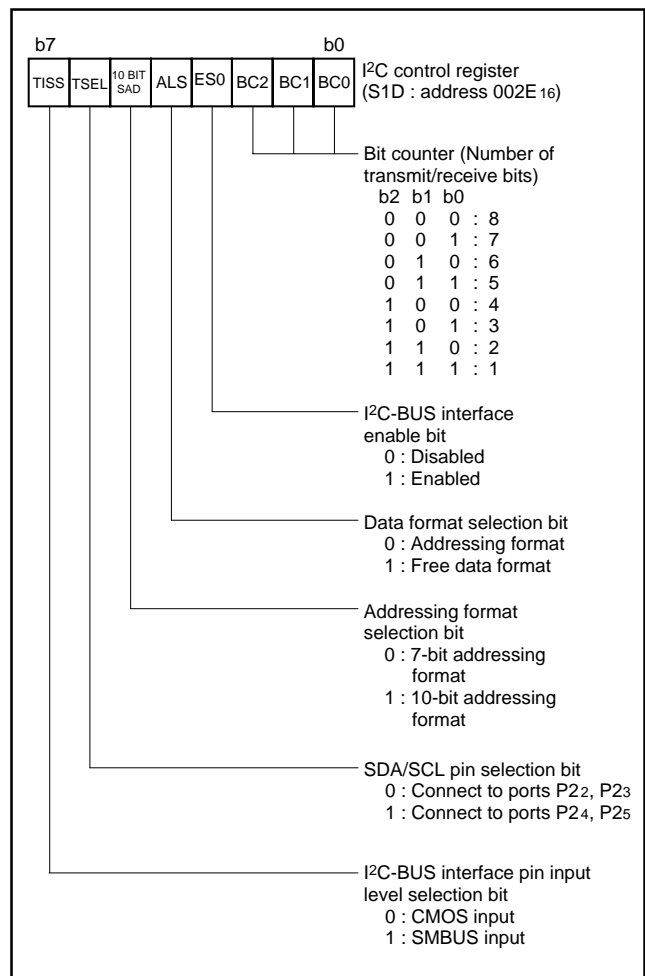 b7 b0
TISS TSEL 10 BIT SAD ALS ES0 BC2 BC1 BC0
I2C control register
(S1D : address 002E16)
Bit counter (Number of
transmit/receive bits)
b2 b1 b0
0 0 0 : 8
0 0 1 : 7
0 1 0 : 6
0 1 1 : 5
1 0 0 : 4
1 0 1 : 3
1 1 0 : 2
1 1 1 : 1
I2C-BUS interface
enable bit
0 : Disabled
1 : Enabled
Data format selection bit
0 : Addressing format
1 : Free data format
Addressing format
selection bit
0 : 7-bit addressing
format
1 : 10-bit addressing
format
SDA/SCL pin selection bit
0 : Connect to ports P22, P23
1 : Connect to ports P24, P25
I2C-BUS interface pin input
level selection bit
0 : CMOS input
1 : SMBUS input